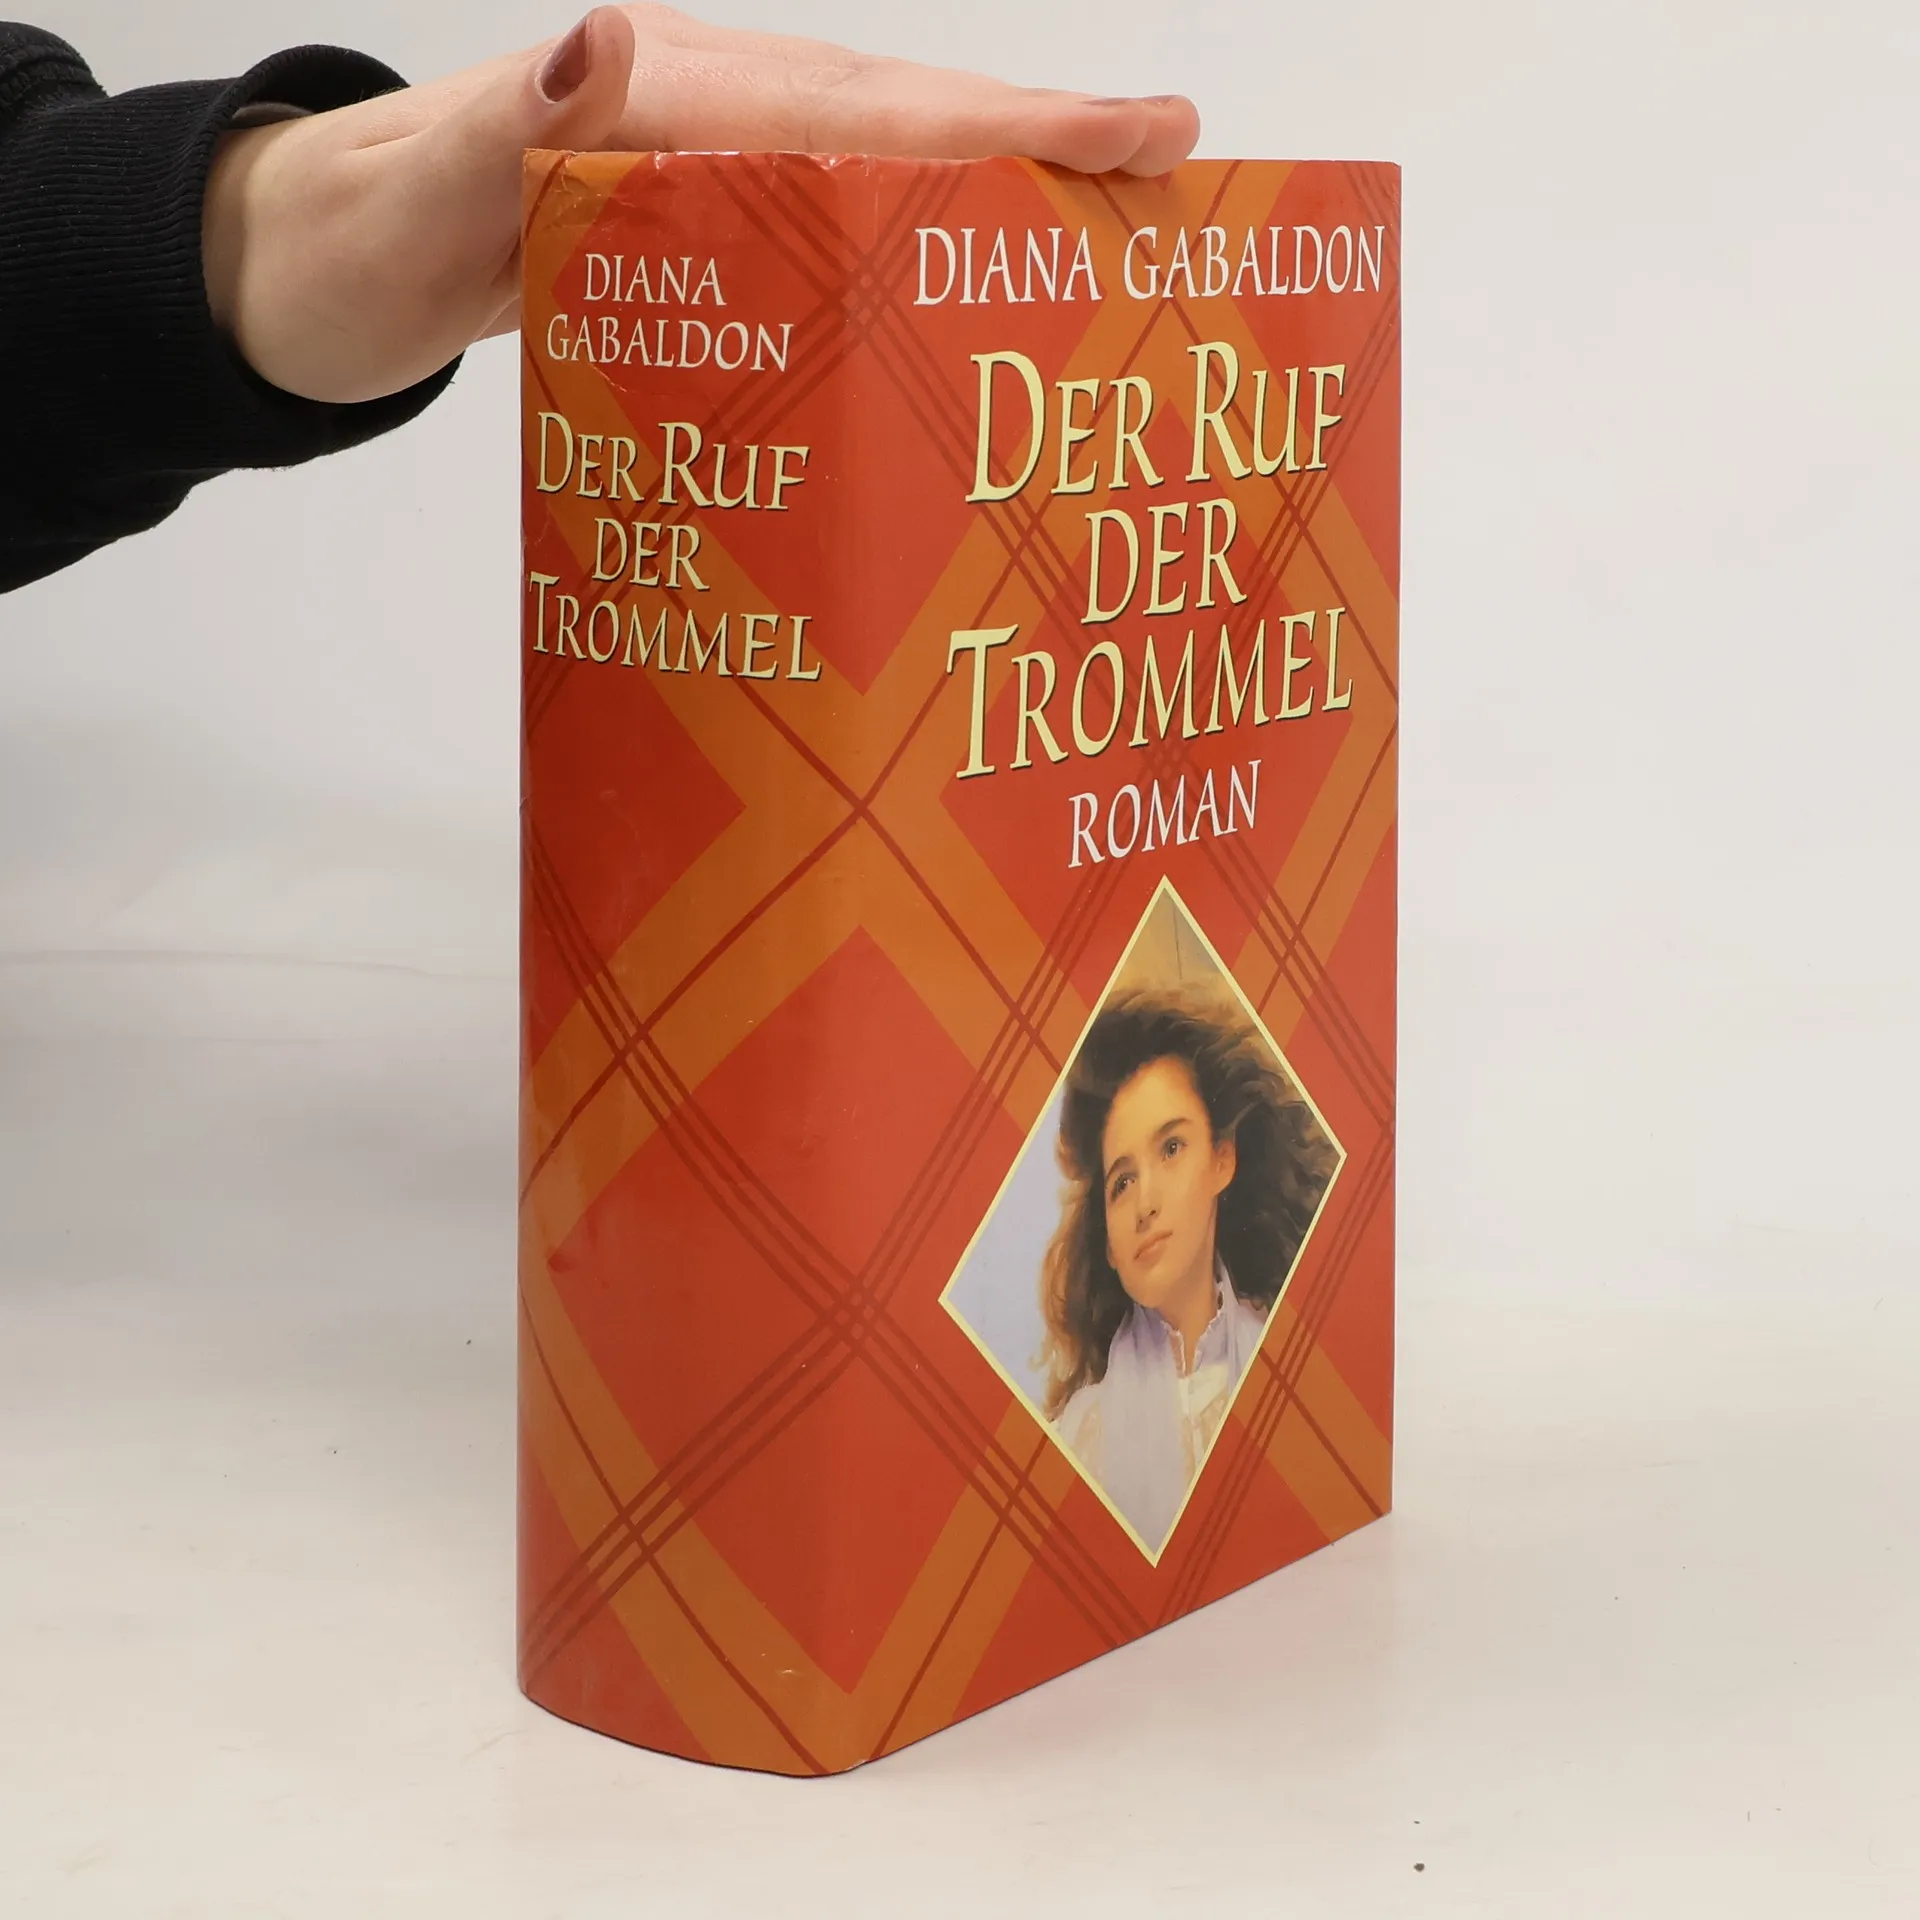 DIANA
GABALDON
DER RUF
DER
TROMMEL
DIANA GABALDON
DER RUF
DER
TROMMEL
ROMAN